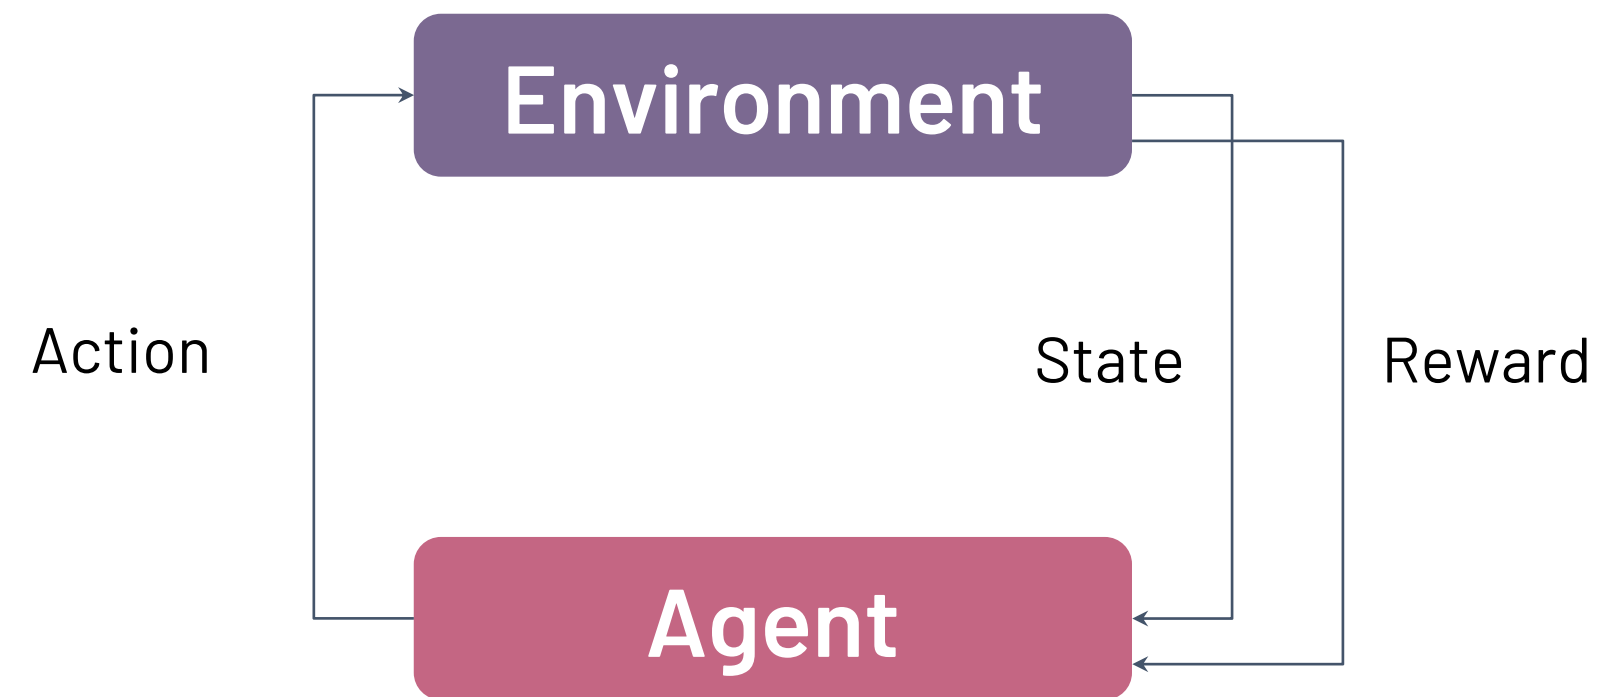 Environment
Action
State
Reward
Agent